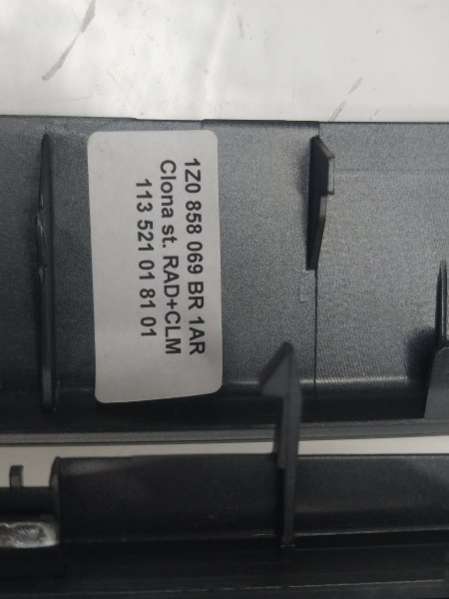 1Z0 858 069 BR 1AR
Clona st. RAD+CLM
113 521 01 81 01